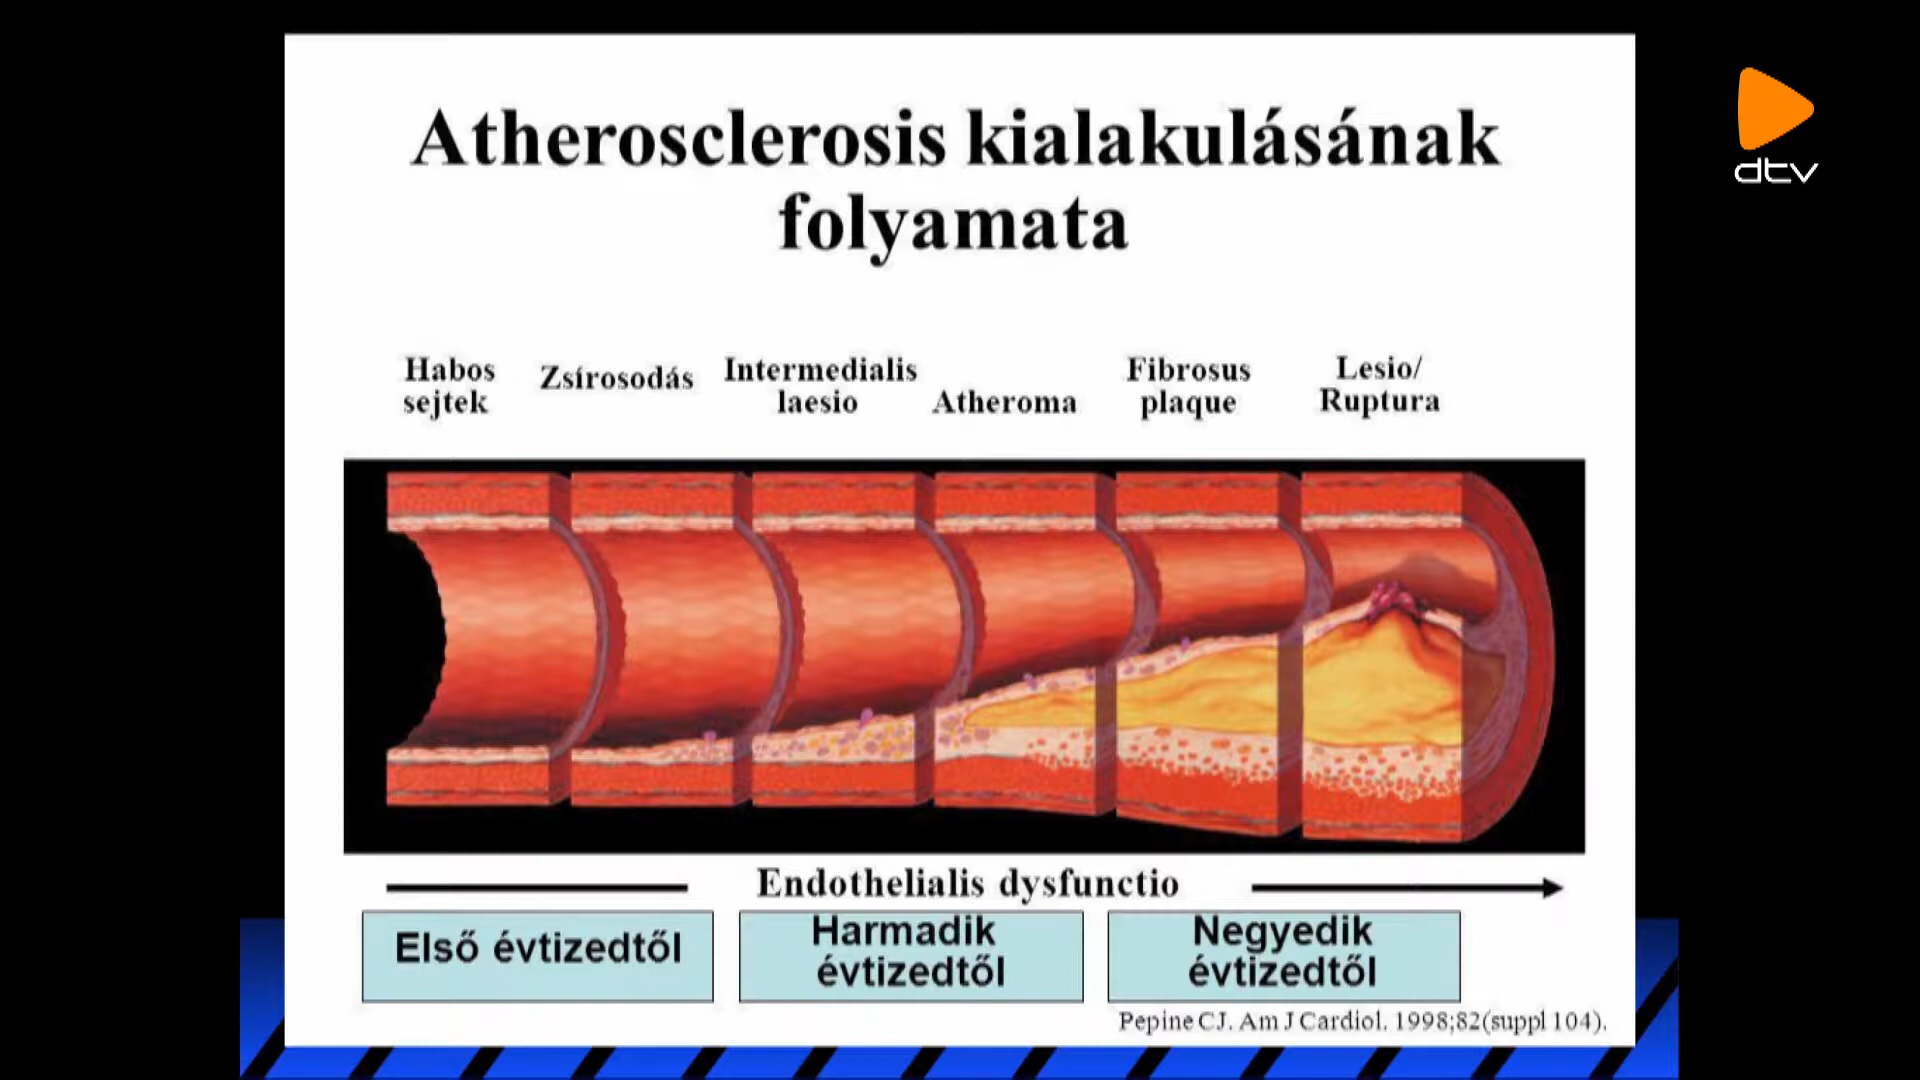 Atherosclerosis kialakulásának
folyamata
dtv
Habos
sejtek
Zsírosodás
Intermedialis
laesio
Atheroma
Fibrosus
plaque
Lesio/
Ruptura
Endothelialis dysfunctio
Első évtizedtől
Harmadik
évtizedtől
Negyedik
évtizedtől
Pepine CJ. Am J Cardiol. 1998;82(suppl 104).